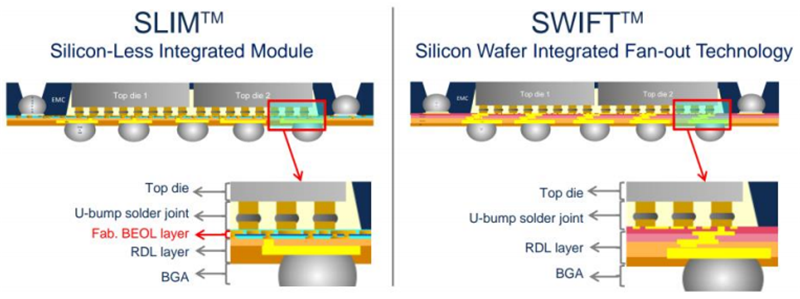 SLIM™
Silicon-Less Integrated Module
EMC
Top die 1
Top die 2
Top die
U-bump solder joint
Fab. BEOL layer
RDL layer
BGA
SWIFT™
Silicon Wafer Integrated Fan-out Technology
EMC
Top die 1
Top die 2
Top die
U-bump solder joint
RDL layer
BGA